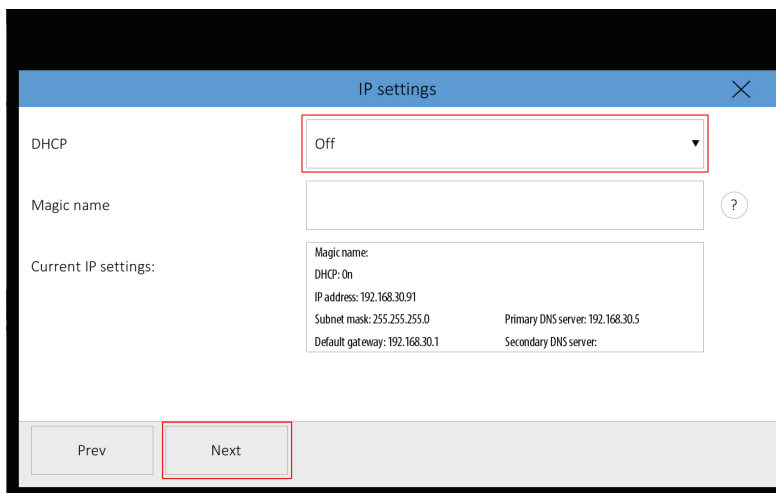 IP settings
DHCP
Off
Magic name
?
Current IP settings:
Magic name:
DHCP: On
IP address: 192.168.30.91
Subnet mask: 255.255.255.0 Primary DNS server: 192.168.30.5
Default gateway: 192.168.30.1 Secondary DNS server:
Prev Next